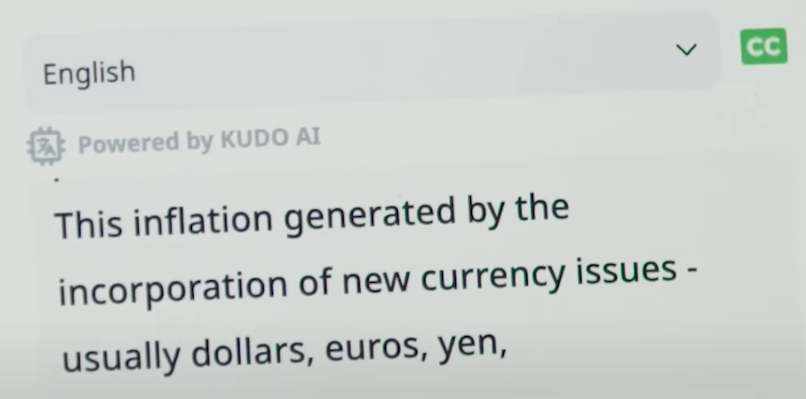 English
CC
Powered by KUDO AI
This inflation generated by the
incorporation of new currency issues -
usually dollars, euros, yen,